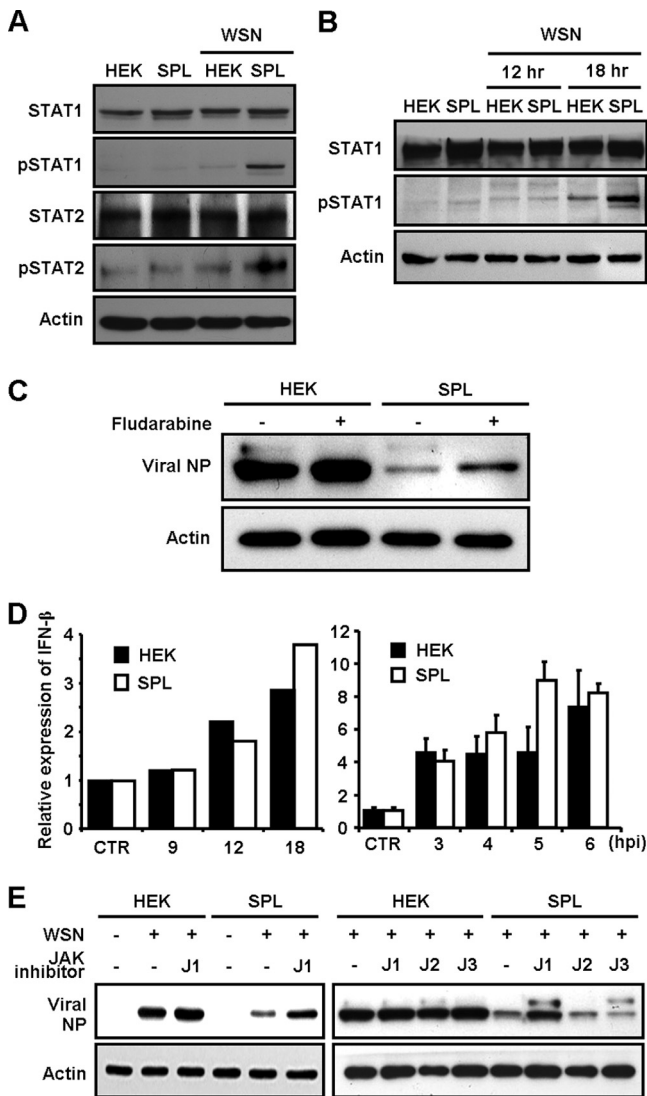 A
WSN
HEK SPL HEK SPL
STAT1
pSTAT1
STAT2
pSTAT2
Actin
B
WSN
12 hr 18 hr
HEK SPL HEK SPL HEK SPL
STAT1
pSTAT1
Actin
C
HEK SPL
Fludarabine - + - +
Viral NP
Actin
D
Relative expression of IFN-β
4
3
2
1
0
HEK
SPL
CTR 9 12 18
12
10
8
6
4
2
0
HEK
SPL
CTR 3 4 5 6 (hpi)
E
HEK SPL HEK SPL
WSN - + + - + + + + + + + + + +
JAK
inhibitor - - J1 - - J1 - J1 J2 J3 - J1 J2 J3
Viral
NP
Actin